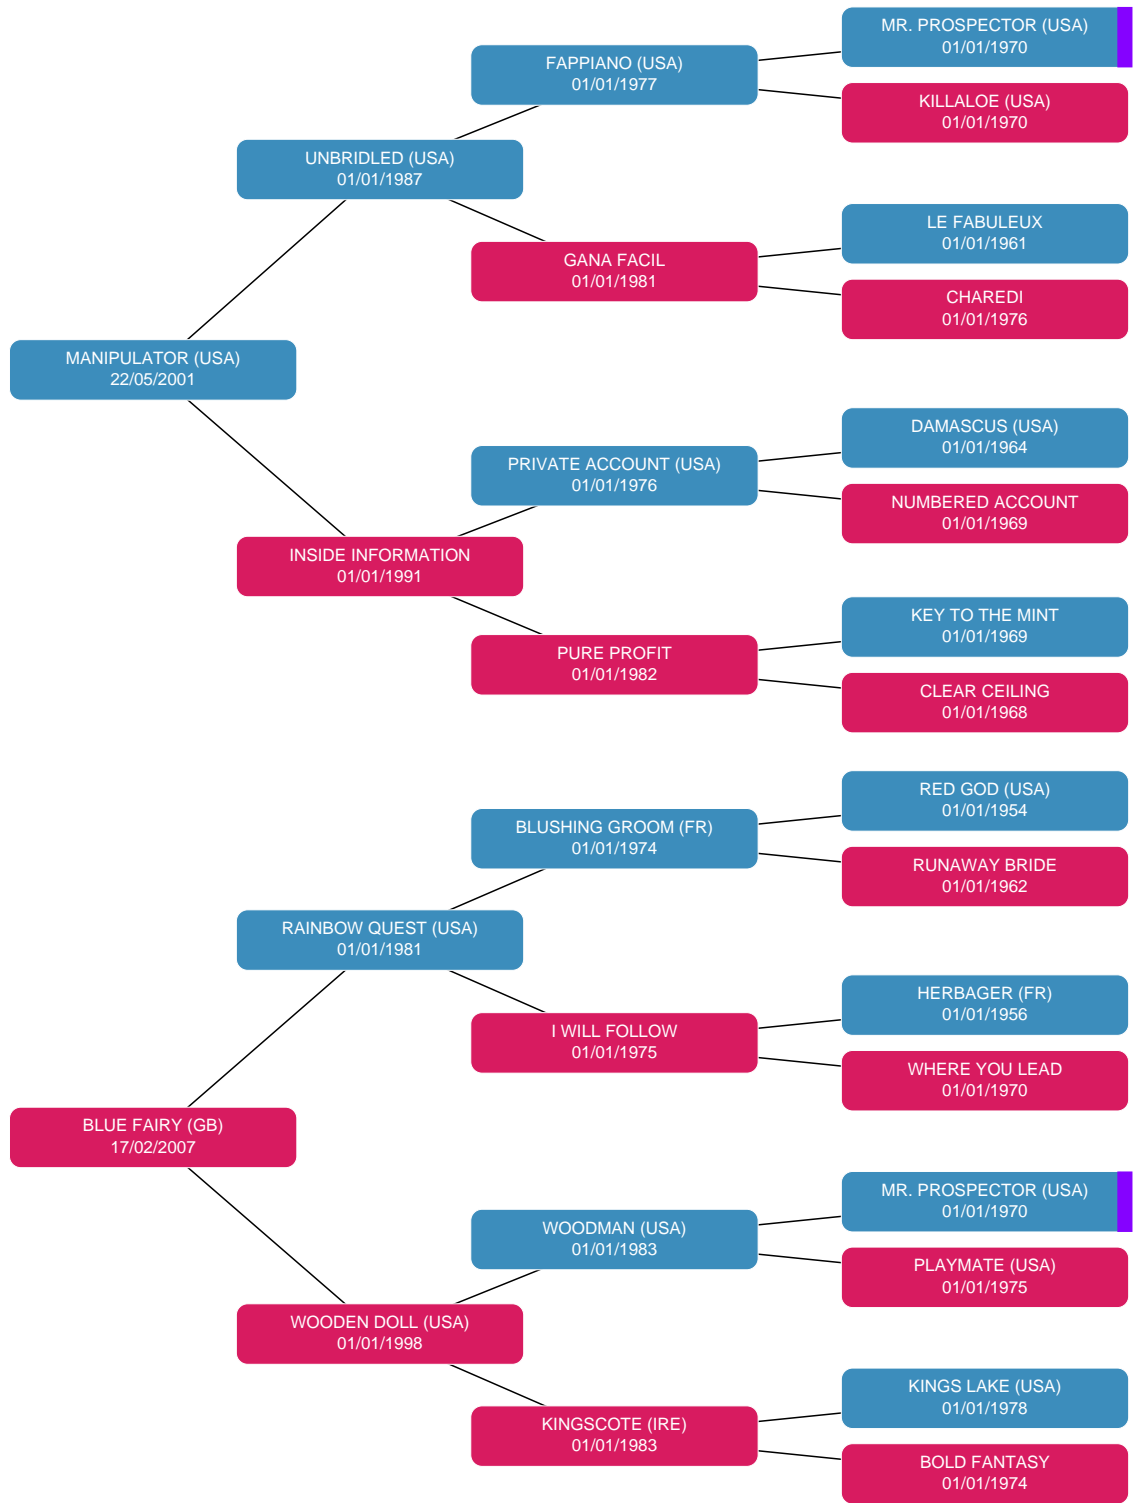 MR. PROSPECTOR (USA)
01/01/1970
FAPPIANO (USA)
01/01/1977
KILLALOE (USA)
01/01/1970
UNBRIDLED (USA)
01/01/1987
LE FABULEUX
01/01/1961
GANA FACIL
01/01/1981
CHAREDI
01/01/1976
MANIPULATOR (USA)
22/05/2001
DAMASCUS (USA)
01/01/1964
PRIVATE ACCOUNT (USA)
01/01/1976
NUMBERED ACCOUNT
01/01/1969
INSIDE INFORMATION
01/01/1991
KEY TO THE MINT
01/01/1969
PURE PROFIT
01/01/1982
CLEAR CEILING
01/01/1968
RED GOD (USA)
01/01/1954
BLUSHING GROOM (FR)
01/01/1974
RUNAWAY BRIDE
01/01/1962
RAINBOW QUEST (USA)
01/01/1981
HERBAGER (FR)
01/01/1956
I WILL FOLLOW
01/01/1975
WHERE YOU LEAD
01/01/1970
BLUE FAIRY (GB)
17/02/2007
MR. PROSPECTOR (USA)
01/01/1970
WOODMAN (USA)
01/01/1983
PLAYMATE (USA)
01/01/1975
WOODEN DOLL (USA)
01/01/1998
KINGS LAKE (USA)
01/01/1978
KINGSCOTE (IRE)
01/01/1983
BOLD FANTASY
01/01/1974